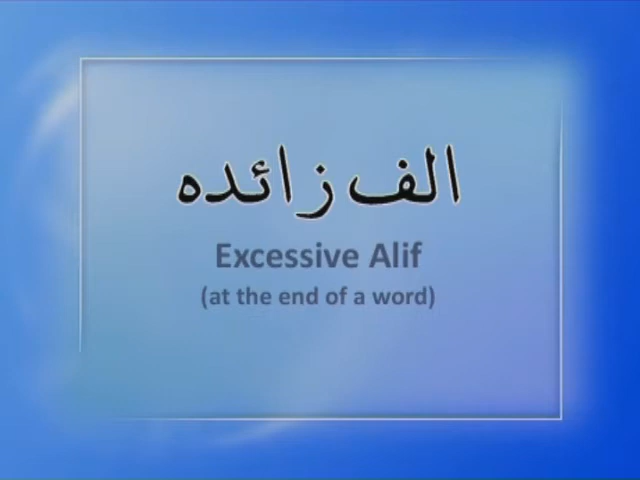 الف زائده
Excessive Alif
(at the end of a word)